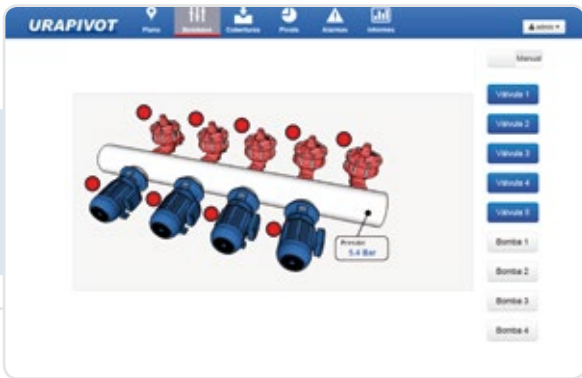 URAPIVOT
Plano
Bombeo
Coberturas
Pivots
Alarmas
Informes
admin
Manual
Válvula 1
Válvula 2
Válvula 3
Válvula 4
Válvula 5
Bomba 1
Bomba 2
Bomba 3
Bomba 4
Presión
5.4 Bar